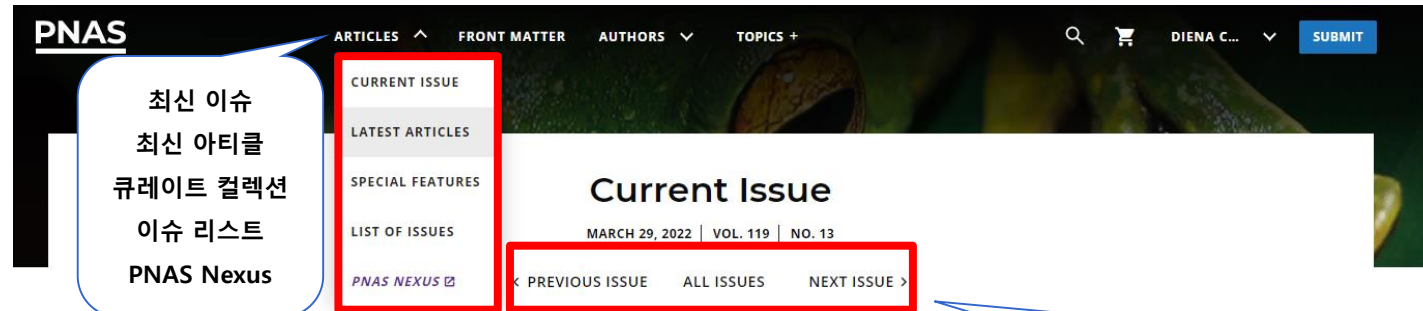 PNAS
ARTICLES FRONT MATTER AUTHORS TOPICS + DIENA C... SUBMIT
최신 이슈
최신 아티클
큐레이트 컬렉션
이슈 리스트
PNAS Nexus
CURRENT ISSUE
LATEST ARTICLES
SPECIAL FEATURES
LIST OF ISSUES
PNAS NEXUS
Current Issue
MARCH 29, 2022 | VOL. 119 | NO. 13
< PREVIOUS ISSUE ALL ISSUES NEXT ISSUE >